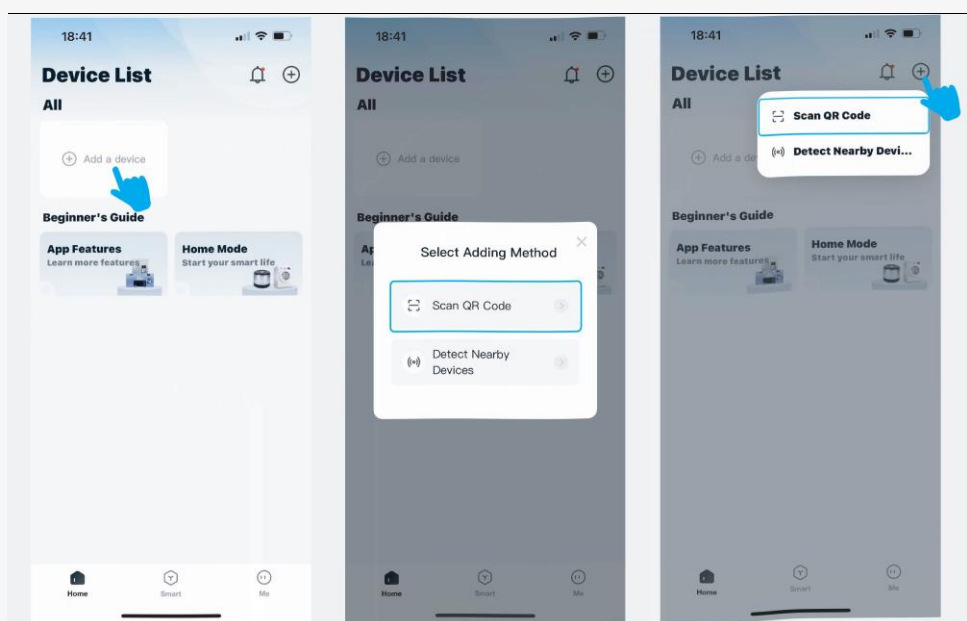 18:41
Device List
All
Add a device
Beginner's Guide
App Features
Learn more features
Home Mode
Start your smart life
Home
Smart
Me
18:41
Device List
All
Add a device
Beginner's Guide
Select Adding Method
Scan QR Code
Detect Nearby
Devices
Home
Smart
Me
18:41
Device List
All
Scan QR Code
Detect Nearby Devi...
Add a de
Beginner's Guide
App Features
Learn more features
Home Mode
Start your smart life
Home
Smart
Me